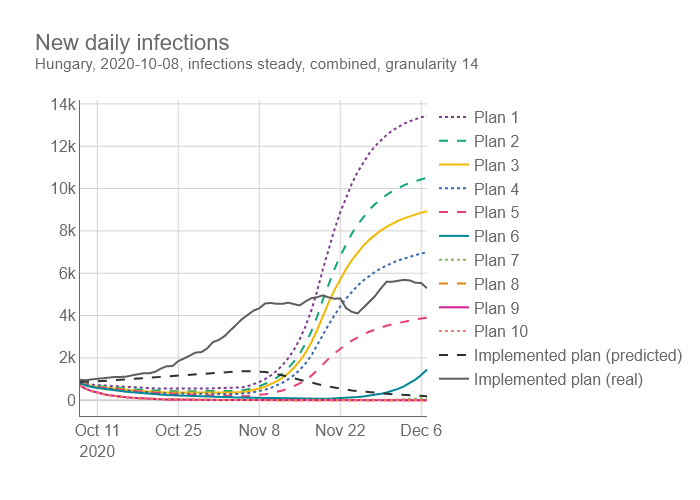 New daily infections
Hungary, 2020-10-08, infections steady, combined, granularity 14
14k
12k
10k
8k
6k
4k
2k
0
Oct 11
2020
Oct 25
Nov 8
Nov 22
Dec 6
Plan 1
Plan 2
Plan 3
Plan 4
Plan 5
Plan 6
Plan 7
Plan 8
Plan 9
Plan 10
Implemented plan (predicted)
Implemented plan (real)